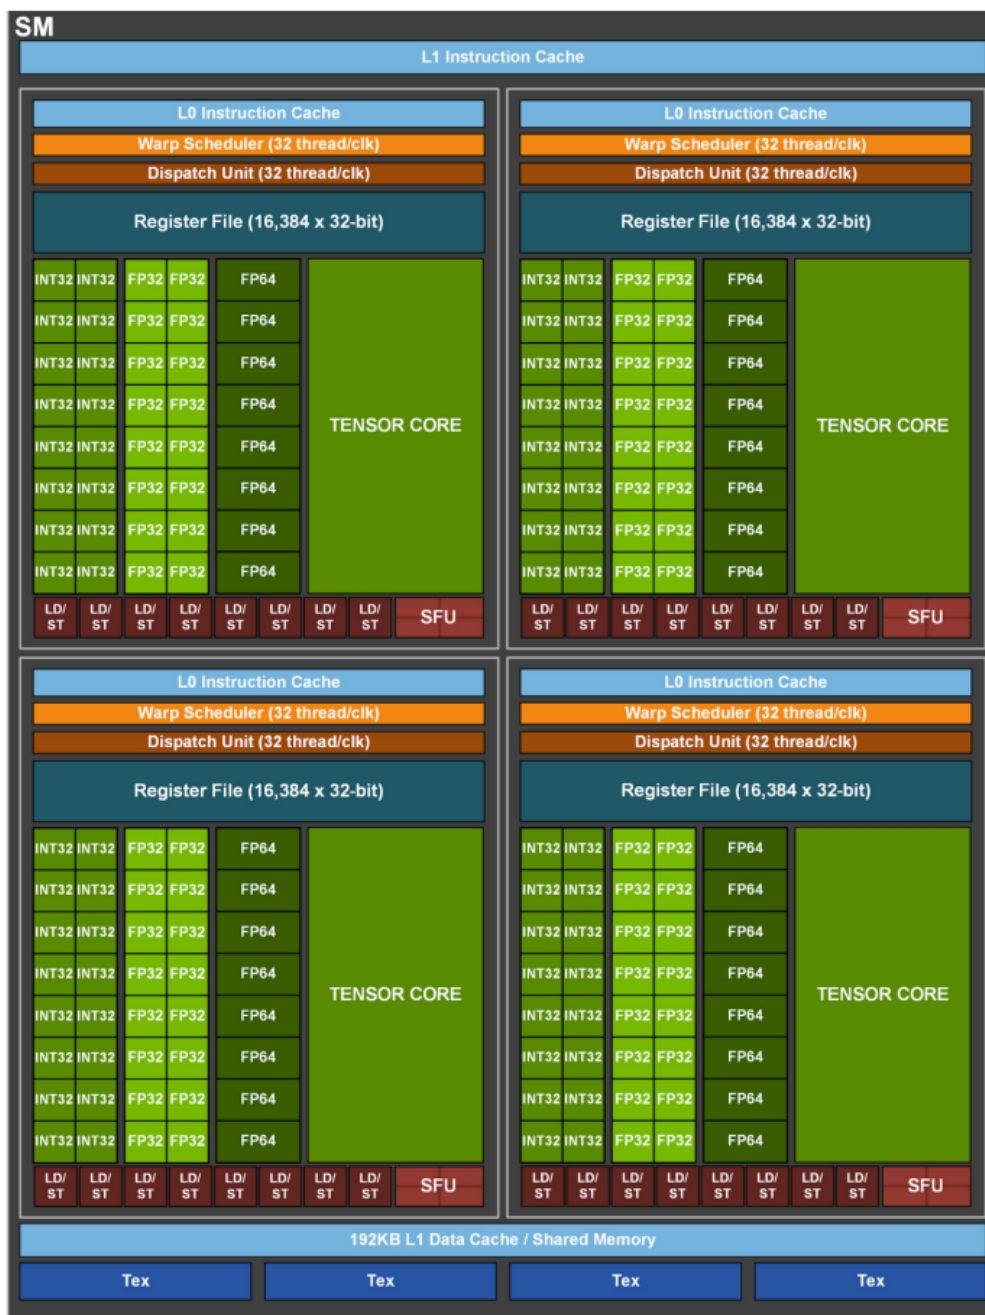 SM
L1 Instruction Cache
L0 Instruction Cache
Warp Scheduler (32 thread/clk)
Dispatch Unit (32 thread/clk)
Register File (16,384 x 32-bit)
INT32 INT32 FP32 FP32 FP64
INT32 INT32 FP32 FP32 FP64
INT32 INT32 FP32 FP32 FP64
INT32 INT32 FP32 FP32 FP64
INT32 INT32 FP32 FP32 FP64
INT32 INT32 FP32 FP32 FP64
INT32 INT32 FP32 FP32 FP64
INT32 INT32 FP32 FP32 FP64
TENSOR CORE
LD/ LD/ LD/ LD/ LD/ LD/ LD/ LD/
ST ST ST ST ST ST ST ST
SFU
L0 Instruction Cache
Warp Scheduler (32 thread/clk)
Dispatch Unit (32 thread/clk)
Register File (16,384 x 32-bit)
INT32 INT32 FP32 FP32 FP64
INT32 INT32 FP32 FP32 FP64
INT32 INT32 FP32 FP32 FP64
INT32 INT32 FP32 FP32 FP64
INT32 INT32 FP32 FP32 FP64
INT32 INT32 FP32 FP32 FP64
INT32 INT32 FP32 FP32 FP64
INT32 INT32 FP32 FP32 FP64
TENSOR CORE
LD/ LD/ LD/ LD/ LD/ LD/ LD/ LD/
ST ST ST ST ST ST ST ST
SFU
L0 Instruction Cache
Warp Scheduler (32 thread/clk)
Dispatch Unit (32 thread/clk)
Register File (16,384 x 32-bit)
INT32 INT32 FP32 FP32 FP64
INT32 INT32 FP32 FP32 FP64
INT32 INT32 FP32 FP32 FP64
INT32 INT32 FP32 FP32 FP64
INT32 INT32 FP32 FP32 FP64
INT32 INT32 FP32 FP32 FP64
INT32 INT32 FP32 FP32 FP64
INT32 INT32 FP32 FP32 FP64
TENSOR CORE
LD/ LD/ LD/ LD/ LD/ LD/ LD/ LD/
ST ST ST ST ST ST ST ST
SFU
L0 Instruction Cache
Warp Scheduler (32 thread/clk)
Dispatch Unit (32 thread/clk)
Register File (16,384 x 32-bit)
INT32 INT32 FP32 FP32 FP64
INT32 INT32 FP32 FP32 FP64
INT32 INT32 FP32 FP32 FP64
INT32 INT32 FP32 FP32 FP64
INT32 INT32 FP32 FP32 FP64
INT32 INT32 FP32 FP32 FP64
INT32 INT32 FP32 FP32 FP64
INT32 INT32 FP32 FP32 FP64
TENSOR CORE
LD/ LD/ LD/ LD/ LD/ LD/ LD/ LD/
ST ST ST ST ST ST ST ST
SFU
192KB L1 Data Cache / Shared Memory
Tex Tex Tex Tex